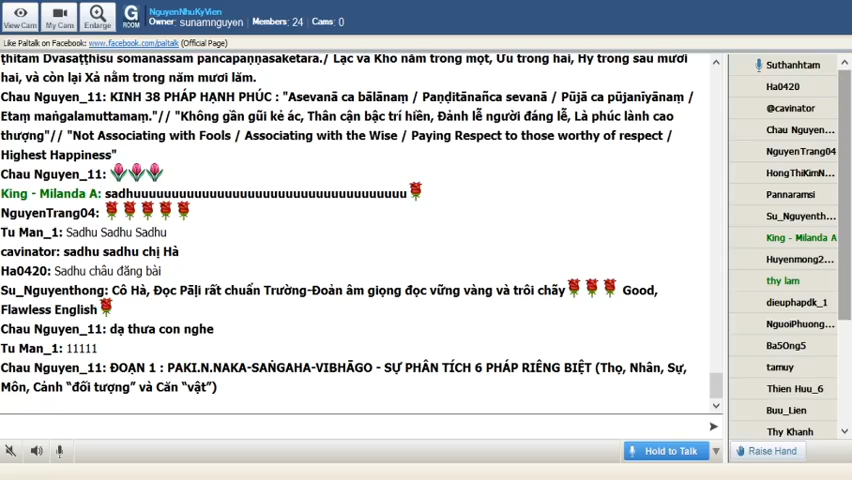 View Cam
My Cam
Enlarge
G
ROOM
NguyenNhuKyVien
Owner: sunamnguyen
Members: 24
Cams: 0
Like Paltalk on Facebook: www.facebook.com/paltalk (Official Page)
ṭhitaṃ Dvāsaṭṭhisu somanassaṃ pañcapaṇṇāsaketarā./ Lạc và Khổ nằm trong một, Ưu trong hai, Hỷ trong sáu mươi
hai, và còn lại Xả nằm trong năm mươi lăm.
Chau Nguyen_11: KINH 38 PHÁP HẠNH PHÚC : "Asevanā ca bālānaṃ / Paṇḍitānañca sevanā / Pūjā ca pūjanīyānaṃ /
Etaṃ maṅgalamuttamaṃ."// "Không gần gũi kẻ ác, Thân cận bậc trí hiền, Đảnh lễ người đáng lễ, Là phúc lành cao
thượng"// "Not Associating with Fools / Associating with the Wise / Paying Respect to those worthy of respect /
Highest Happiness"
Chau Nguyen_11:
King - Milanda A: sadhuuuuuuuuuuuuuuuuuuuuuuuuuuuuuuuuuuuuu
NguyenTrang04:
Tu Man_1: Sadhu Sadhu Sadhu
cavinator: sadhu sadhu chị Hà
Ha0420: Sadhu châu đăng bài
Su_Nguyenthong: Cô Hà, Đọc Pāḷi rất chuẩn Trường-Đoản âm giọng đọc vững vàng và trôi chãy Good,
Flawless English
Chau Nguyen_11: dạ thưa con nghe
Tu Man_1: 11111
Chau Nguyen_11: ĐOẠN 1 : PAKI.N.NAKA-SAṄGAHA-VIBHĀGO - SỰ PHÂN TÍCH 6 PHÁP RIÊNG BIỆT (Thọ, Nhân, Sự,
Môn, Cảnh “đối tượng” và Căn “vật”)
Hold to Talk
Suthanhtam
Ha0420
@cavinator
Chau Nguyen...
NguyenTrang04
HongThiKimN...
Pannaramsi
Su_Nguyenth...
King - Milanda A
Huyenmong2...
thy lam
dieuphapdk_1
NguoiPhuong...
Ba5Ong5
tamuy
Thien Huu_6
Buu_Lien
Thy Khanh
Raise Hand